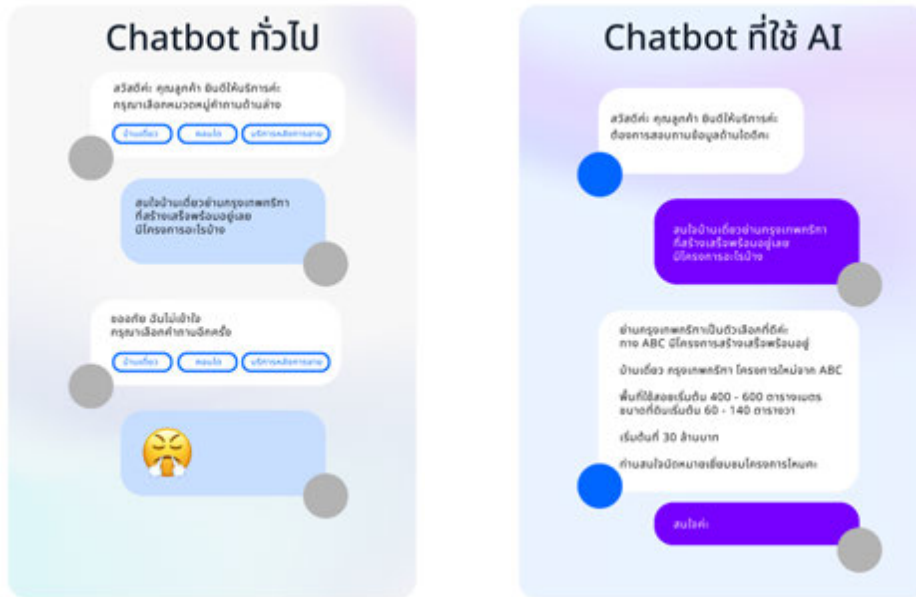 Chatbot ทั่วไป
สวัสดีค่ะ คุณลูกค้า ยินดีให้บริการค่ะ
กรุณาเลือกหมวดหมู่คำถามด้านล่าง
บ้านเดี่ยว
คอนโด
บริการหลังการขาย
สนใจบ้านเดี่ยวย่านกรุงเทพกรีฑา
ที่สร้างเสร็จพร้อมอยู่เลย
มีโครงการอะไรบ้าง
ขออภัย ฉันไม่เข้าใจ
กรุณาเลือกคำถามอีกครั้ง
บ้านเดี่ยว
คอนโด
บริการหลังการขาย
Chatbot ที่ใช้ AI
สวัสดีค่ะ คุณลูกค้า ยินดีให้บริการค่ะ
ต้องการสอบถามข้อมูลด้านใดดีคะ
สนใจบ้านเดี่ยวย่านกรุงเทพกรีฑา
ที่สร้างเสร็จพร้อมอยู่เลย
มีโครงการอะไรบ้าง
ย่านกรุงเทพกรีฑาเป็นตัวเลือกที่ดีค่ะ
ทาง ABC มีโครงการสร้างเสร็จพร้อมอยู่
บ้านเดี่ยว กรุงเทพกรีฑา โครงการใหม่จาก ABC
พื้นที่ใช้สอยเริ่มต้น 400 - 600 ตารางเมตร
ขนาดที่ดินเริ่มต้น 60 - 140 ตารางวา
เริ่มต้นที่ 30 ล้านบาท
ท่านสนใจนัดหมายเยี่ยมชมโครงการไหมคะ
สนใจค่ะ